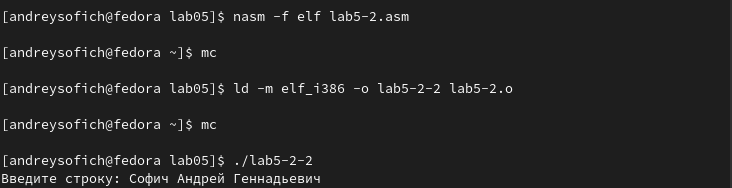 [andreysofich@fedora lab05]$ nasm -f elf lab5-2.asm
[andreysofich@fedora ~]$ mc
[andreysofich@fedora lab05]$ ld -m elf_i386 -o lab5-2-2 lab5-2.o
[andreysofich@fedora ~]$ mc
[andreysofich@fedora lab05]$ ./lab5-2-2
Введите строку: Софич Андрей Геннадьевич